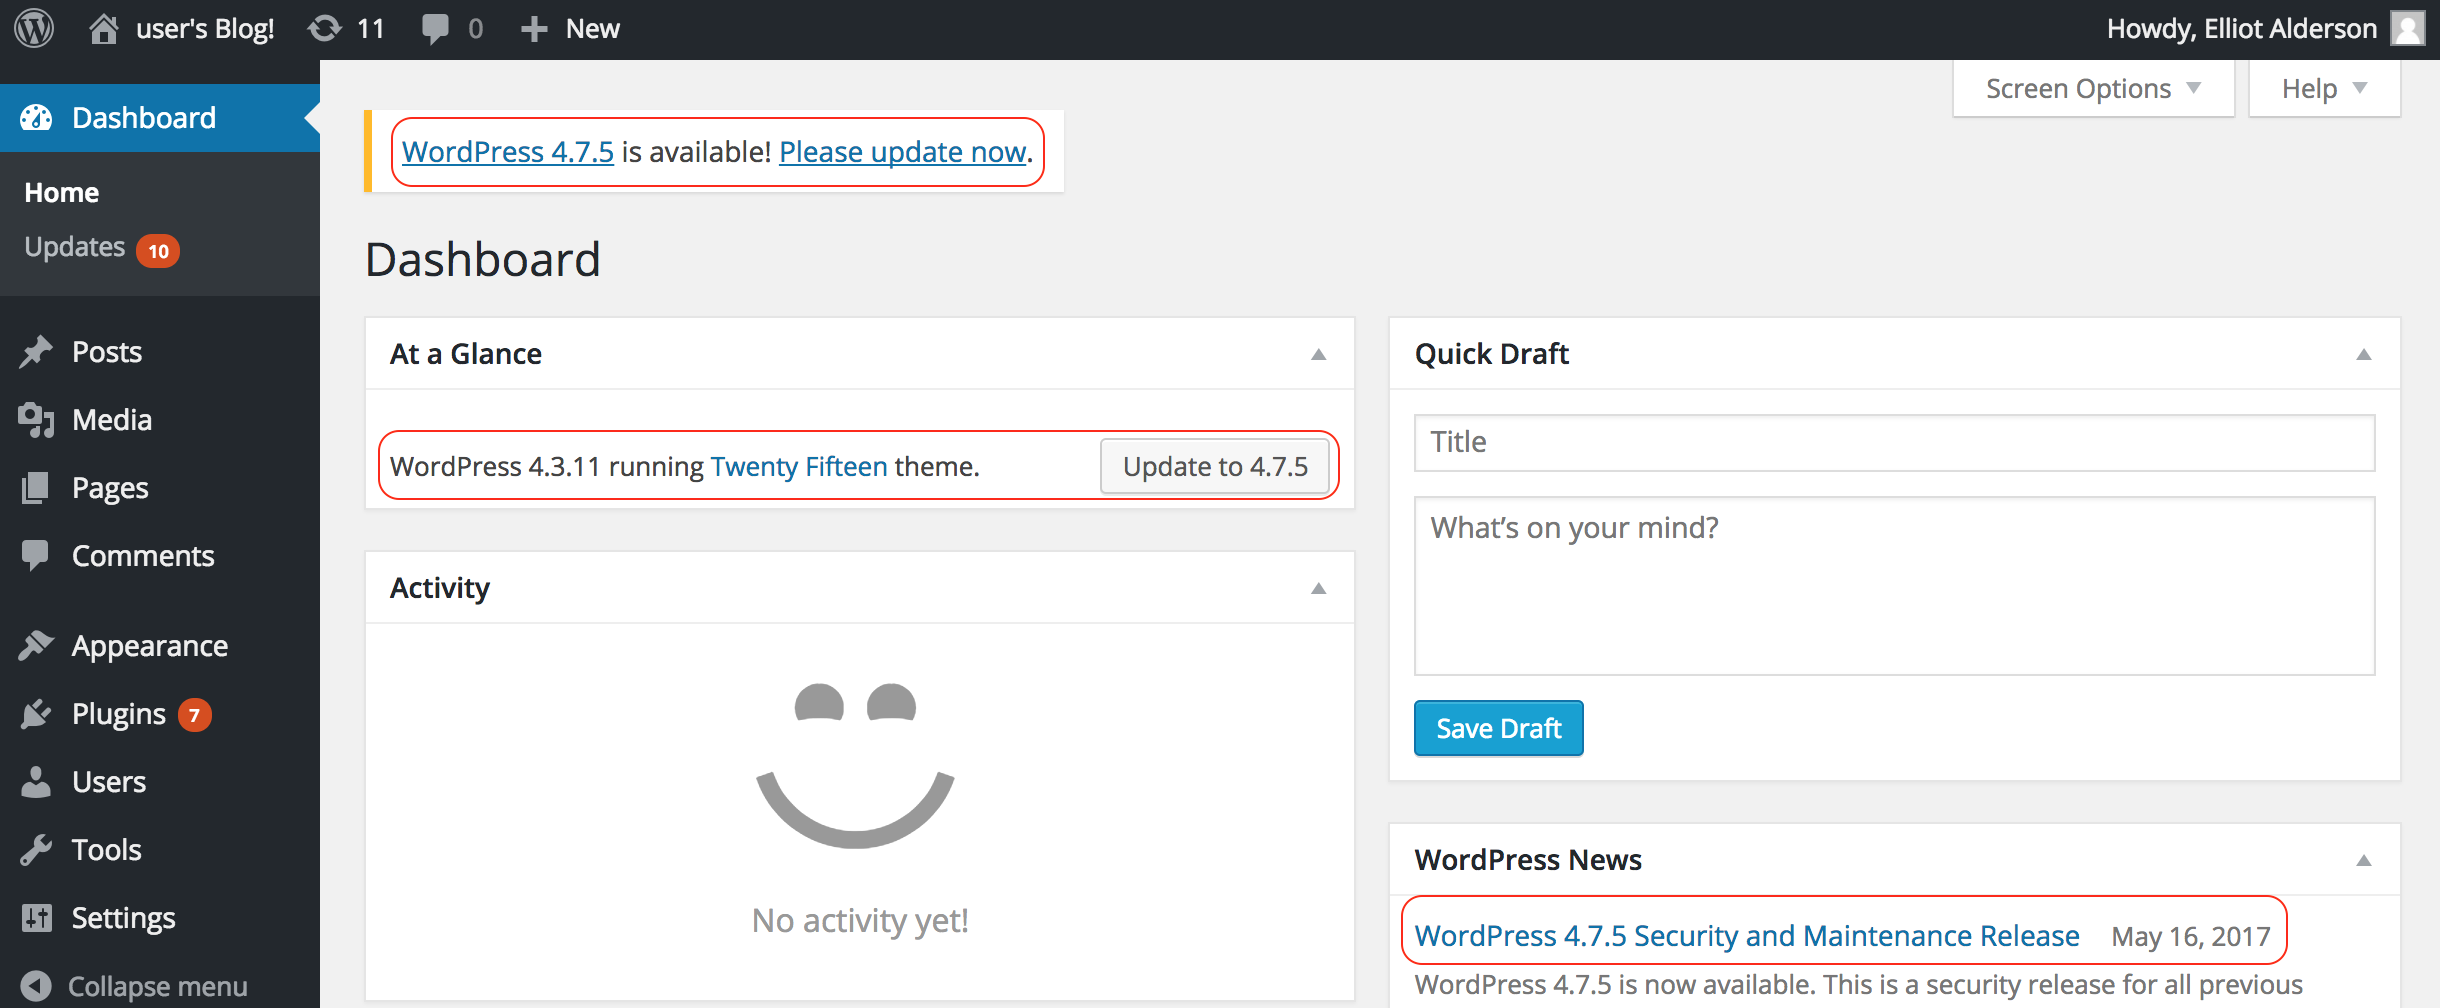 user's Blog! 11 0 New Howdy, Elliot Alderson
Screen Options Help
Dashboard
Home
Updates 10
Posts
Media
Pages
Comments
Appearance
Plugins 7
Users
Tools
Settings
Collapse menu
WordPress 4.7.5 is available! Please update now.
Dashboard
At a Glance
WordPress 4.3.11 running Twenty Fifteen theme. Update to 4.7.5
Activity
No activity yet!
Quick Draft
Title
What's on your mind?
Save Draft
WordPress News
WordPress 4.7.5 Security and Maintenance Release May 16, 2017
WordPress 4.7.5 is now available. This is a security release for all previous